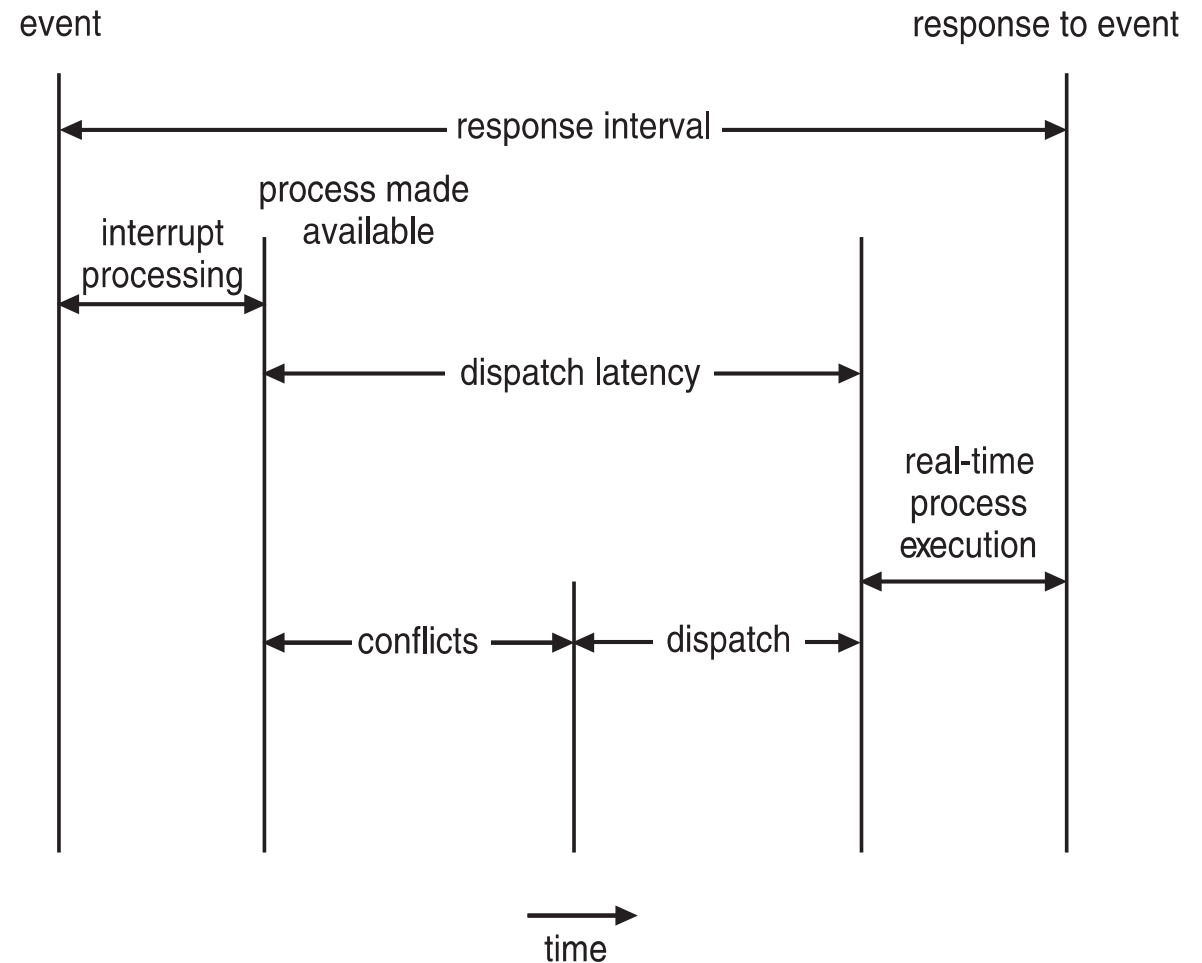 event
response to event
response interval
process made
available
interrupt
processing
dispatch latency
real-time
process
execution
conflicts
dispatch
time